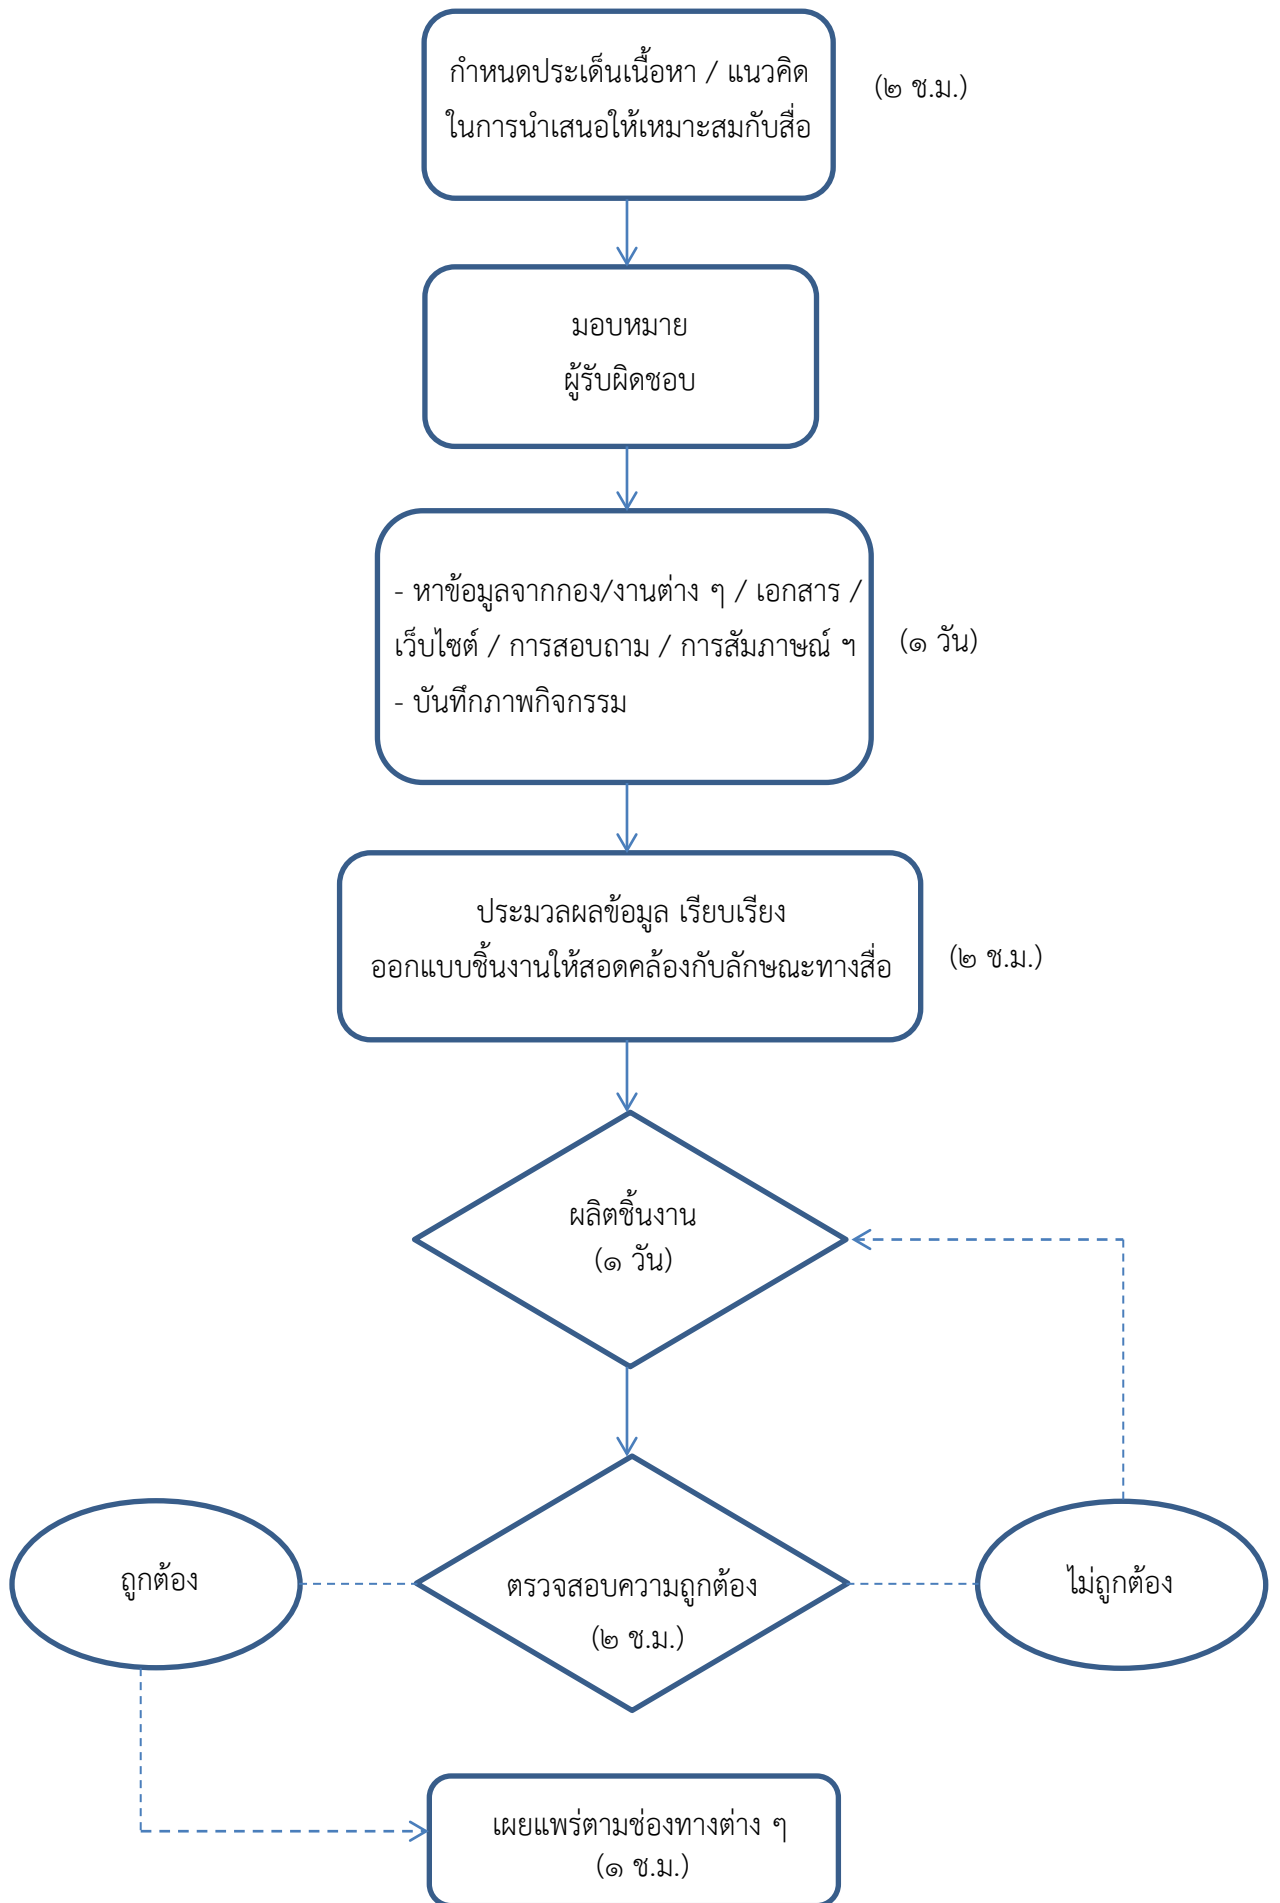 กำหนดประเด็นเนื้อหา / แนวคิด
ในการนำเสนอให้เหมาะสมกับสื่อ
(๒ ช.ม.)
มอบหมาย
ผู้รับผิดชอบ
- หาข้อมูลจากกอง/งานต่าง ๆ / เอกสาร /
เว็บไซต์ / การสอบถาม / การสัมภาษณ์ ฯ
- บันทึกภาพกิจกรรม
(๑ วัน)
ประมวลผลข้อมูล เรียบเรียง
ออกแบบชิ้นงานให้สอดคล้องกับลักษณะทางสื่อ
(๒ ช.ม.)
ผลิตชิ้นงาน
(๑ วัน)
ถูกต้อง
ตรวจสอบความถูกต้อง
(๒ ช.ม.)
ไม่ถูกต้อง
เผยแพร่ตามช่องทางต่าง ๆ
(๑ ช.ม.)